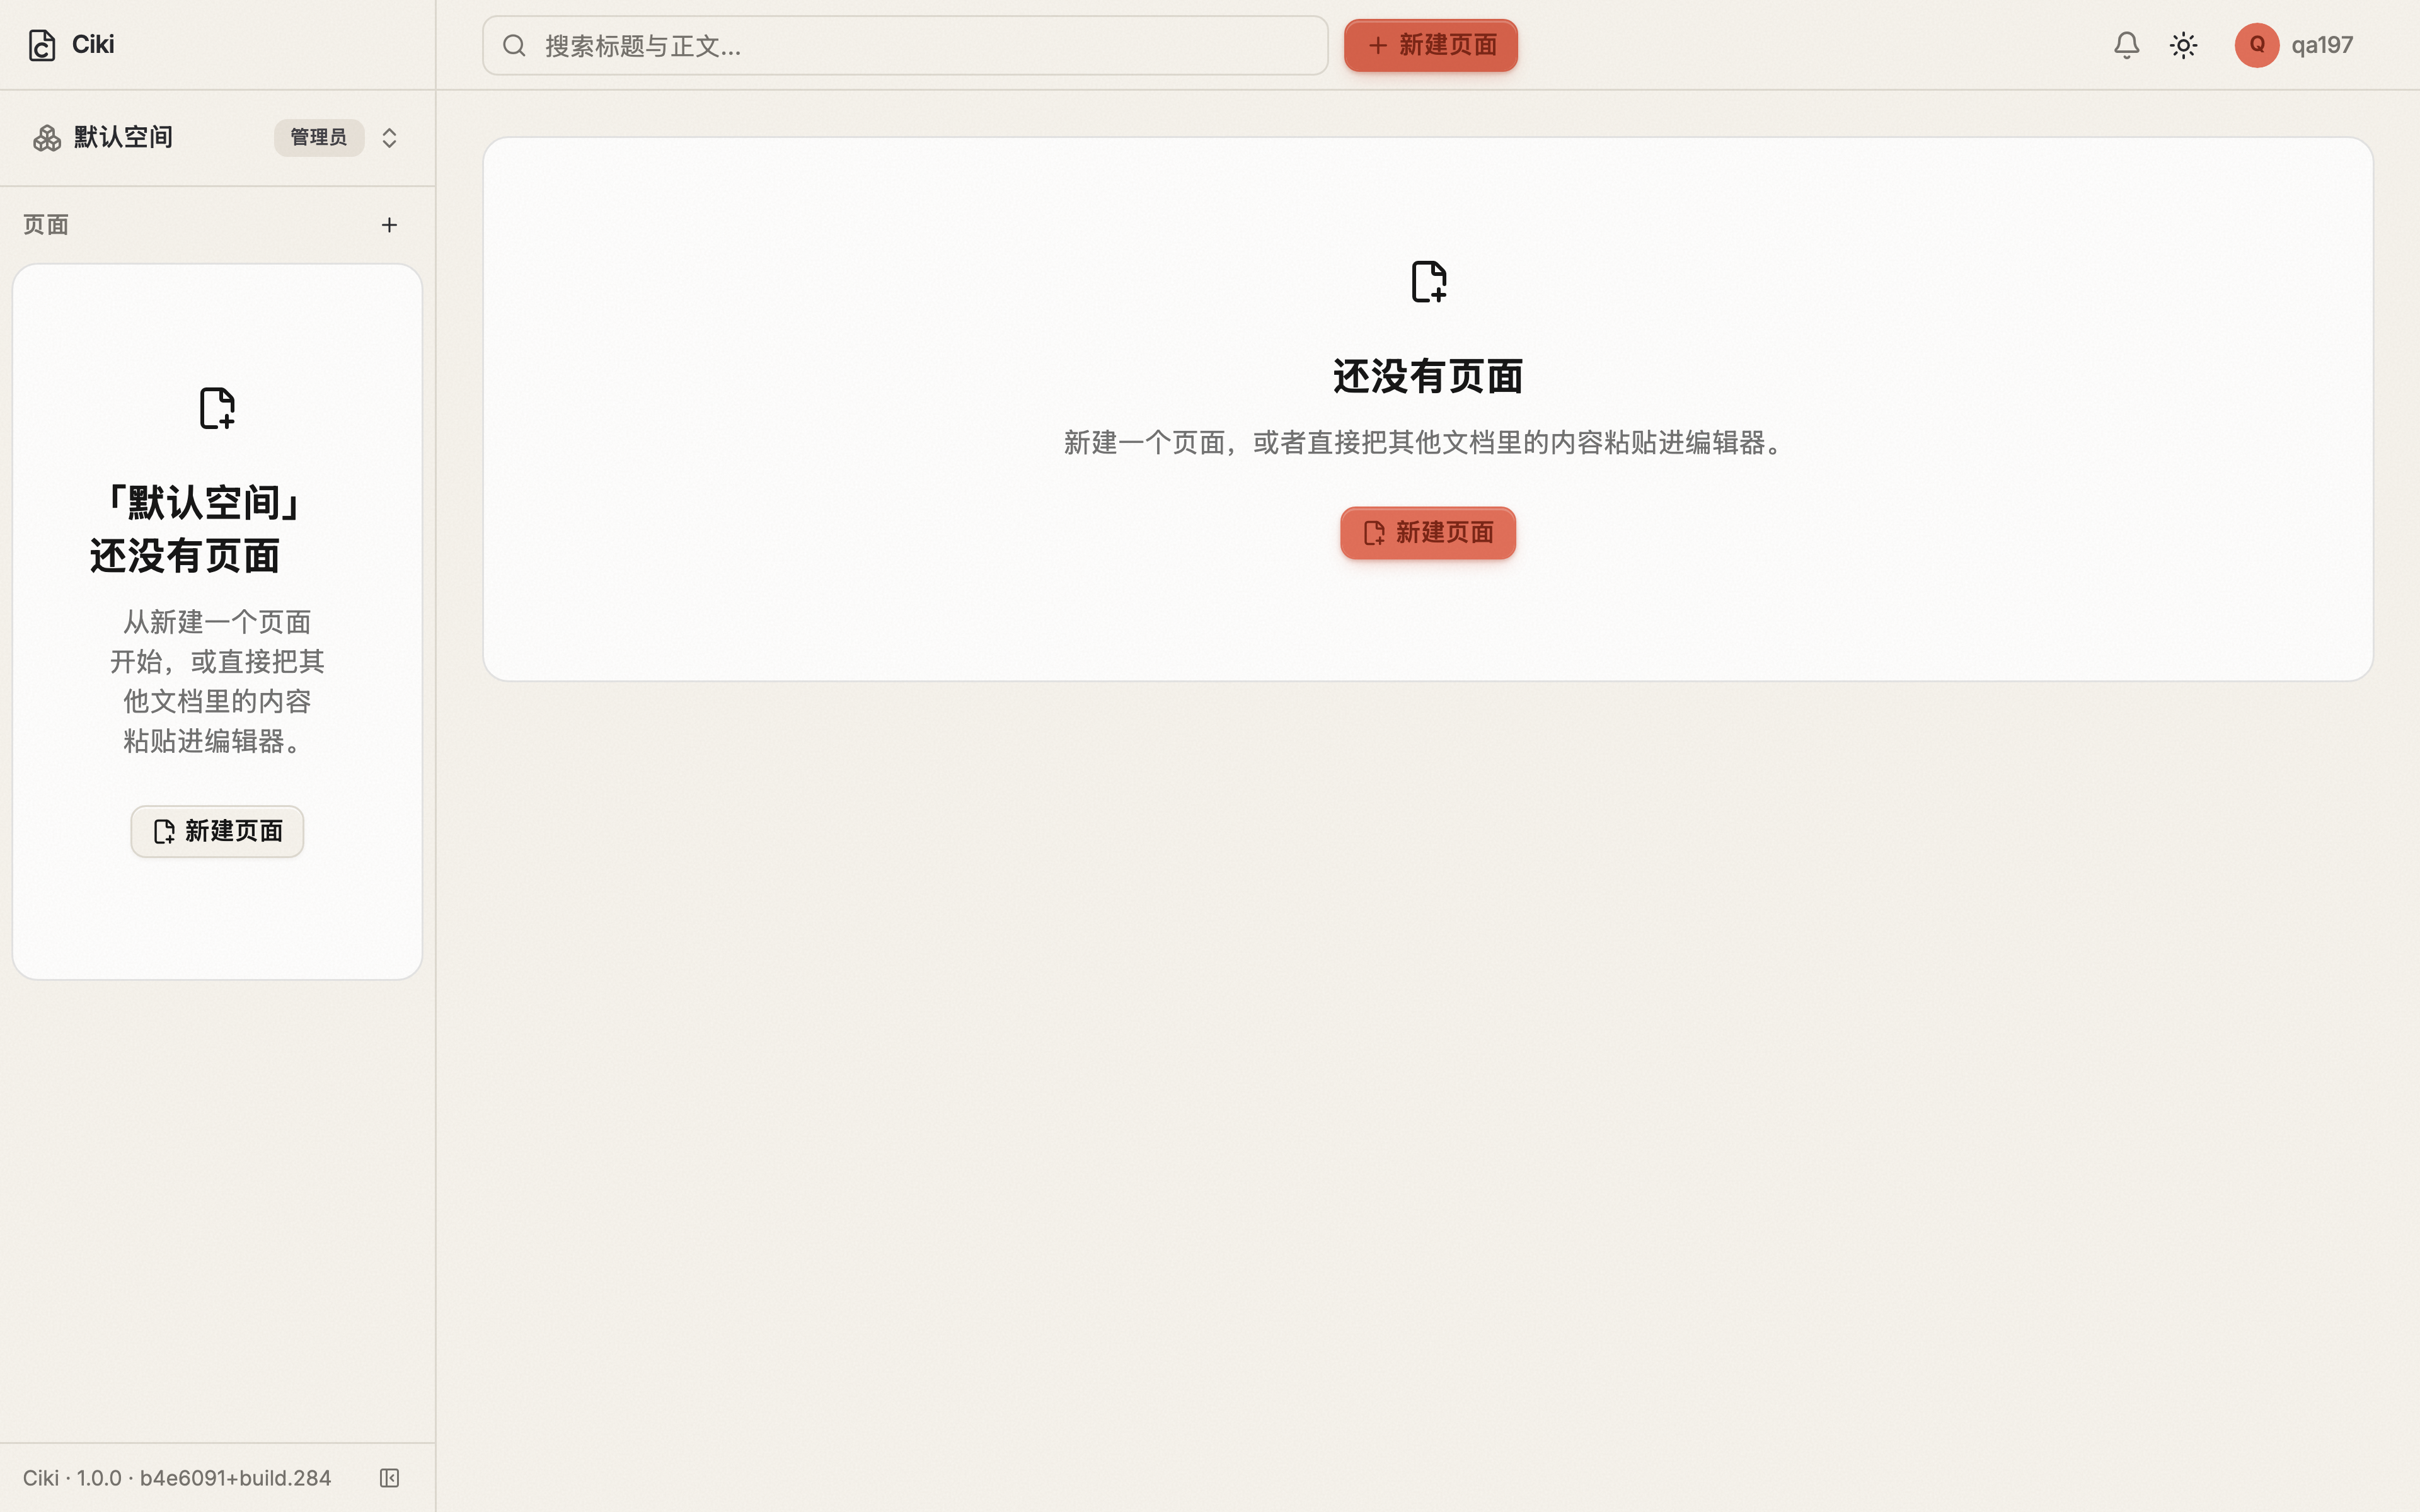 Ciki
搜索标题与正文...
新建页面
Q
qa197
默认空间
管理员
页面
「默认空间」
还没有页面
从新建一个页面
开始，或直接把其
他文档里的内容
粘贴进编辑器。
新建页面
还没有页面
新建一个页面，或者直接把其他文档里的内容粘贴进编辑器。
新建页面
Ciki · 1.0.0 · b4e6091+build.284